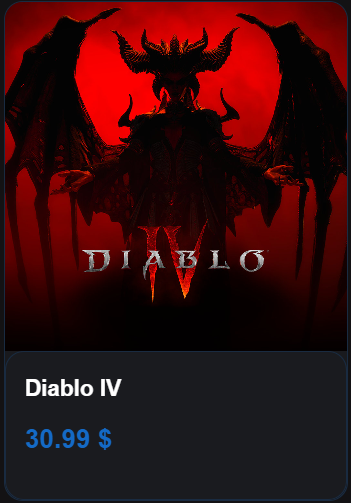 DIABLO
IV
Diablo IV
30.99 $